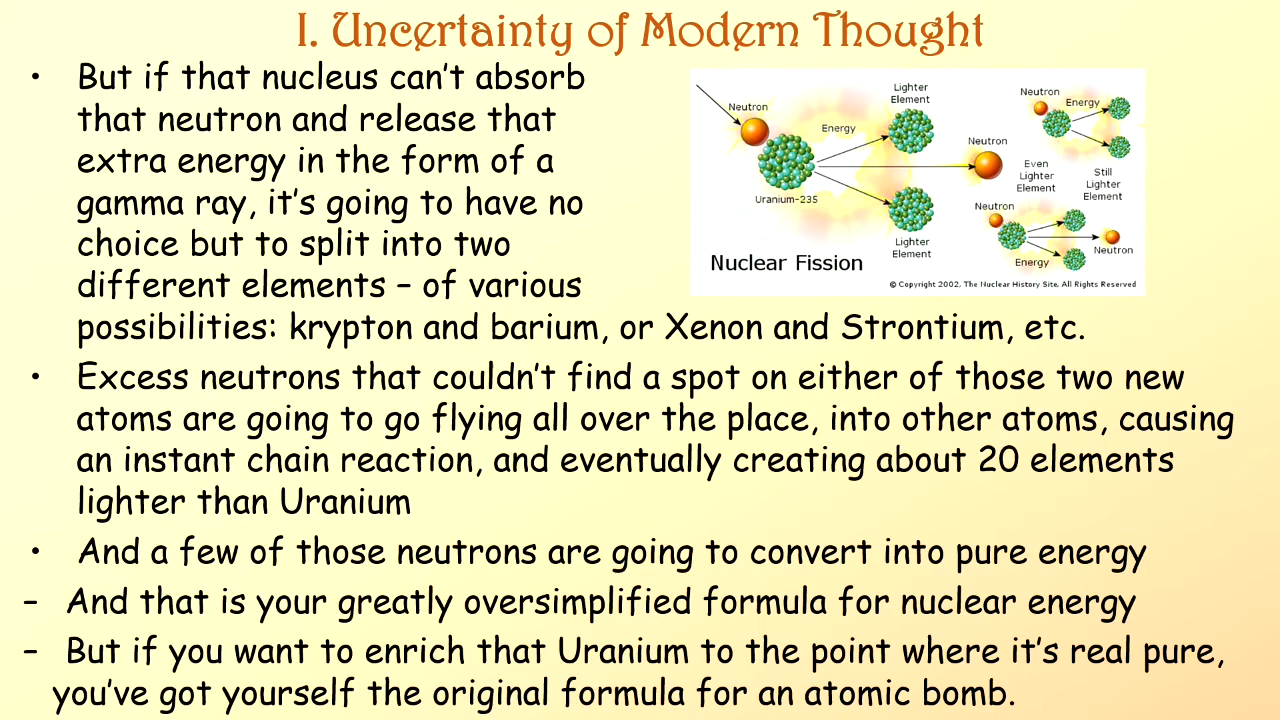 I. Uncertainty of Modern Thought
• But if that nucleus can’t absorb
that neutron and release that
extra energy in the form of a
gamma ray, it’s going to have no
choice but to split into two
different elements – of various
possibilities: krypton and barium, or Xenon and Strontium, etc.
Neutron
Energy
Lighter
Element
Uranium-235
Lighter
Element
Neutron
Neutron
Energy
Even
Lighter
Element
Still
Lighter
Element
Neutron
Energy
Neutron
Nuclear Fission
© Copyright 2002, The Nuclear History Site, All Rights Reserved
• Excess neutrons that couldn’t find a spot on either of those two new
atoms are going to go flying all over the place, into other atoms, causing
an instant chain reaction, and eventually creating about 20 elements
lighter than Uranium
• And a few of those neutrons are going to convert into pure energy
– And that is your greatly oversimplified formula for nuclear energy
– But if you want to enrich that Uranium to the point where it’s real pure,
you’ve got yourself the original formula for an atomic bomb.